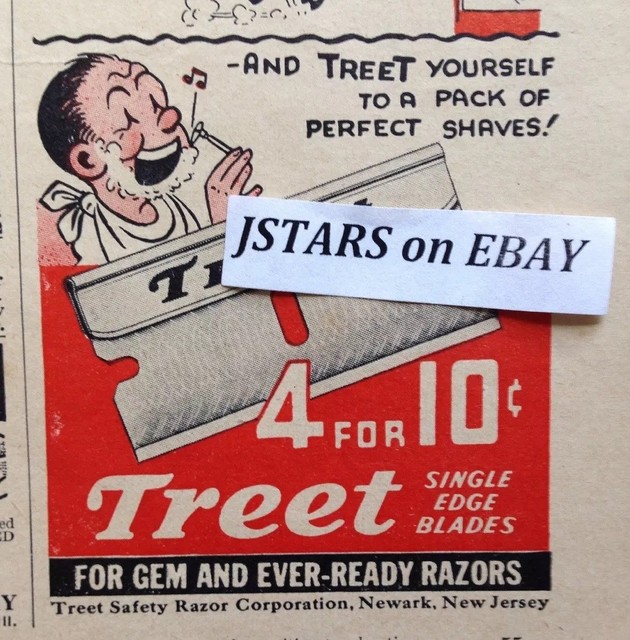 -AND TREET YOURSELF
TO A PACK OF
PERFECT SHAVES!
JSTARS on EBAY
4 FOR 10¢
Treet
SINGLE
EDGE
BLADES
FOR GEM AND EVER-READY RAZORS
Treet Safety Razor Corporation, Newark, New Jersey